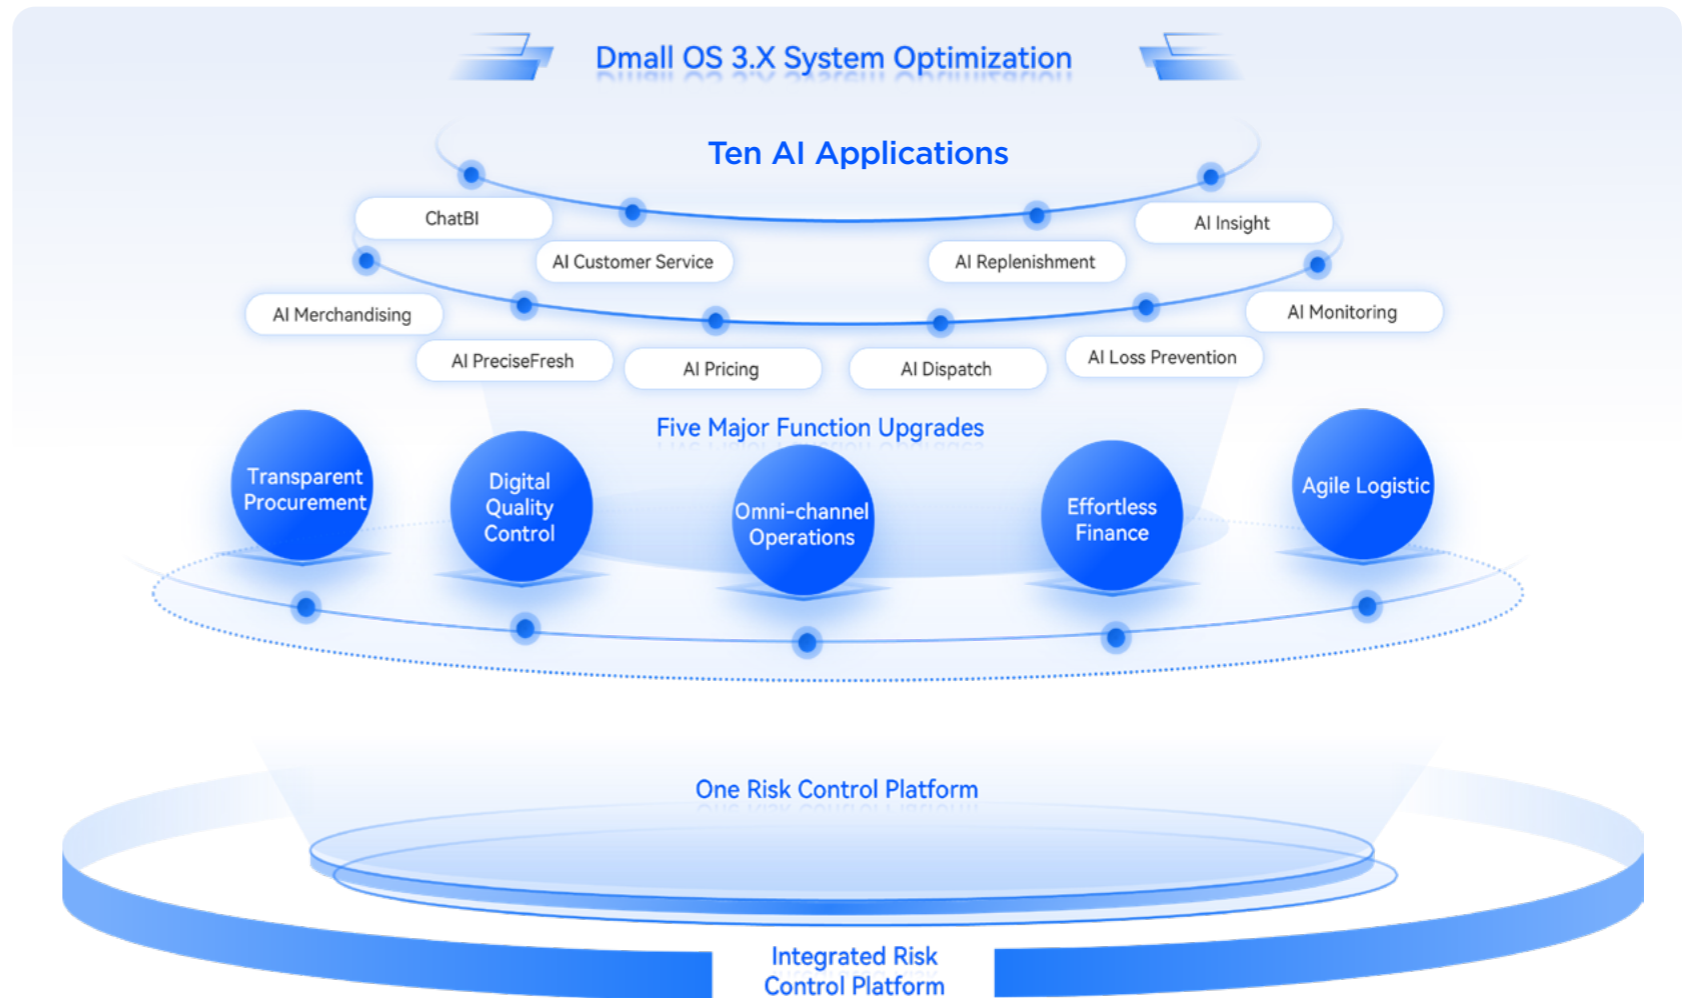 Dmall OS 3.X System Optimization
Ten AI Applications
ChatBI
AI Insight
AI Customer Service
AI Replenishment
AI Merchandising
AI Monitoring
AI PreciseFresh
AI Pricing
AI Dispatch
AI Loss Prevention
Five Major Function Upgrades
Transparent
Procurement
Digital
Quality
Control
Omni-channel
Operations
Effortless
Finance
Agile Logistic
One Risk Control Platform
Integrated Risk
Control Platform